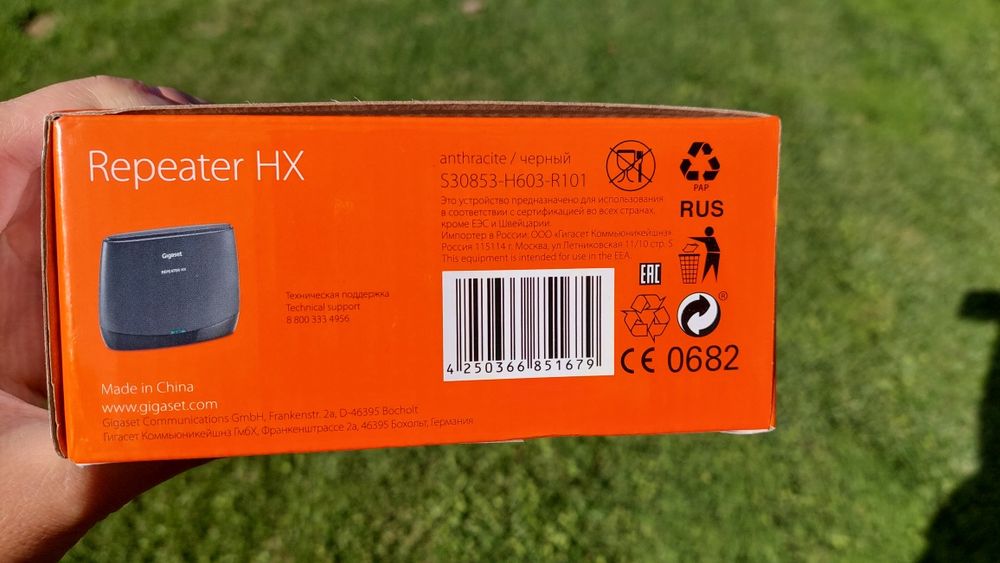 Repeater HX
Gigaset
REPEATER HX
Техническая поддержка
Technical support
8 800 333 4956
Made in China
www.gigaset.com
Gigaset Communications GmbH, Frankenstr. 2a, D-46395 Bocholt
Гигасет Коммьюникейшнз ГмбХ, Франкенштрассе 2a, 46395 Бохольт, Германия
anthracite / черный
S30853-H603-R101
Это устройство предназначено для использования
в соответствии с сертификацией во всех странах,
кроме ЕЭС и Швейцарии.
Импортер в России: ООО «Гигасет Коммьюникейшнз»
Россия 115114 г. Москва, ул Летниковская 11/10 стр. 5
This equipment is intended for use in the EEA.
4 250366 851679
PAP
RUS
EAC
®
CE 0682